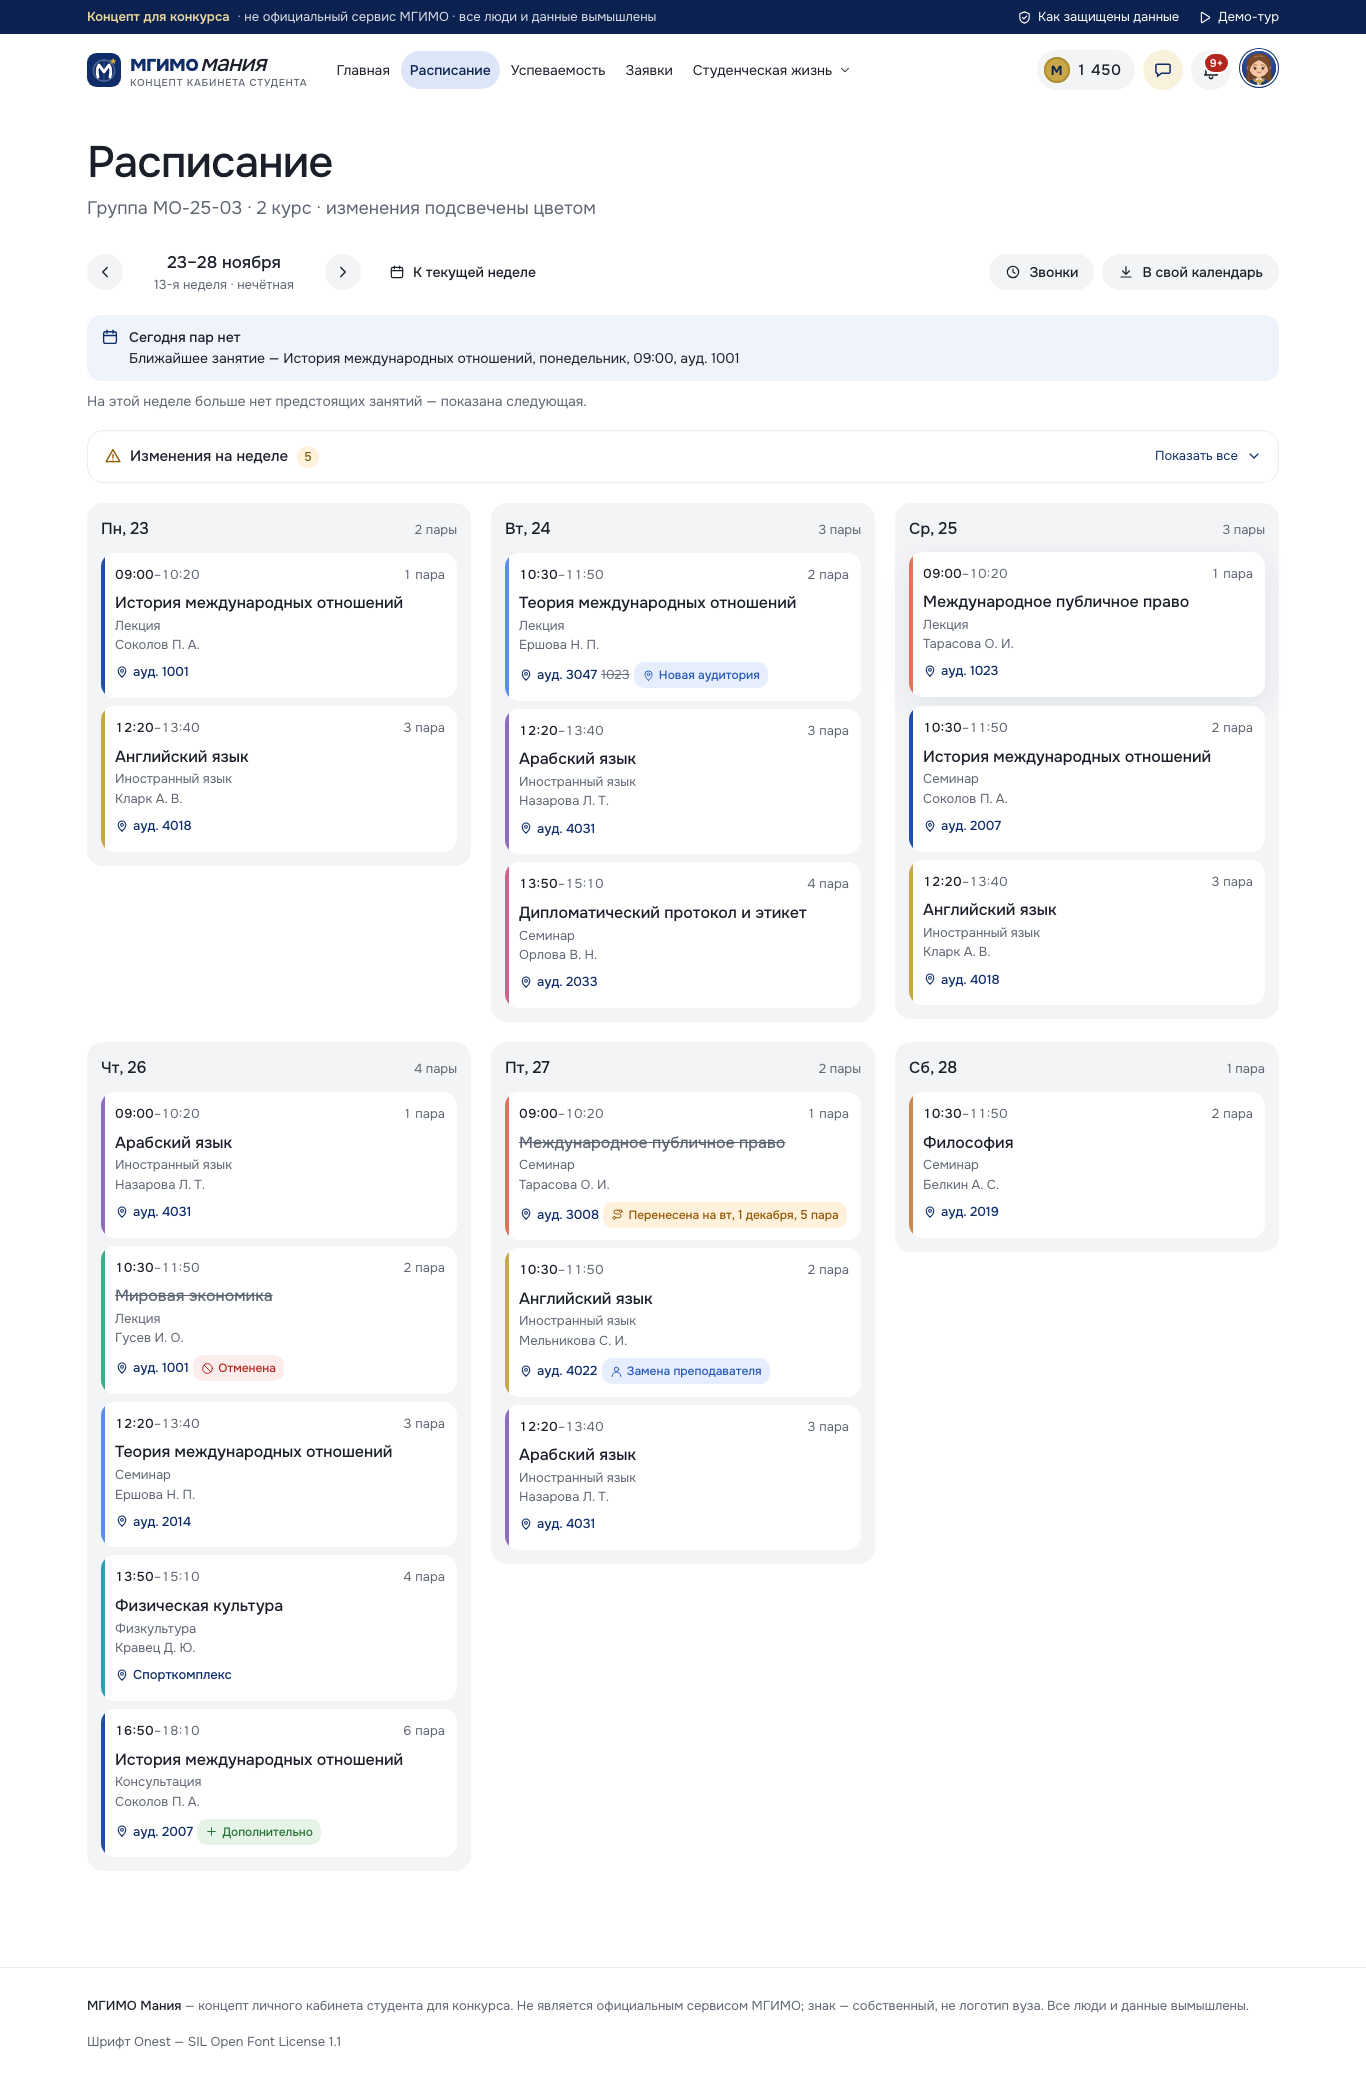 Концепт для конкурса · не официальный сервис МГИМО · все люди и данные вымышлены
Как защищены данные
Демо-тур
МГИМО Мания
КОНЦЕПТ КАБИНЕТА СТУДЕНТА
Главная
Расписание
Успеваемость
Заявки
Студенческая жизнь
М 1 450
9+
Расписание
Группа МО-25-03 · 2 курс · изменения подсвечены цветом
23–28 ноября
13-я неделя · нечётная
К текущей неделе
Звонки
В свой календарь
Сегодня пар нет
Ближайшее занятие — История международных отношений, понедельник, 09:00, ауд. 1001
На этой неделе больше нет предстоящих занятий — показана следующая.
Изменения на неделе 5
Показать все
Пн, 23
2 пары
09:00–10:20
1 пара
История международных отношений
Лекция
Соколов П. А.
ауд. 1001
12:20–13:40
3 пара
Английский язык
Иностранный язык
Кларк А. В.
ауд. 4018
Вт, 24
3 пары
10:30–11:50
2 пара
Теория международных отношений
Лекция
Ершова Н. П.
ауд. 3047 1023 Новая аудитория
12:20–13:40
3 пара
Арабский язык
Иностранный язык
Назарова Л. Т.
ауд. 4031
13:50–15:10
4 пара
Дипломатический протокол и этикет
Семинар
Орлова В. Н.
ауд. 2033
Ср, 25
3 пары
09:00–10:20
1 пара
Международное публичное право
Лекция
Тарасова О. И.
ауд. 1023
10:30–11:50
2 пара
История международных отношений
Семинар
Соколов П. А.
ауд. 2007
12:20–13:40
3 пара
Английский язык
Иностранный язык
Кларк А. В.
ауд. 4018
Чт, 26
4 пары
09:00–10:20
1 пара
Арабский язык
Иностранный язык
Назарова Л. Т.
ауд. 4031
10:30–11:50
2 пара
Мировая экономика
Лекция
Гусев И. О.
ауд. 1001 Отменена
12:20–13:40
3 пара
Теория международных отношений
Семинар
Ершова Н. П.
ауд. 2014
13:50–15:10
4 пара
Физическая культура
Физкультура
Кравец Д. Ю.
Спорткомплекс
16:50–18:10
6 пара
История международных отношений
Консультация
Соколов П. А.
ауд. 2007 Дополнительно
Пт, 27
2 пары
09:00–10:20
1 пара
Международное публичное право
Семинар
Тарасова О. И.
ауд. 3008 Перенесена на вт, 1 декабря, 5 пара
10:30–11:50
2 пара
Английский язык
Иностранный язык
Мельникова С. И.
ауд. 4022 Замена преподавателя
12:20–13:40
3 пара
Арабский язык
Иностранный язык
Назарова Л. Т.
ауд. 4031
Сб, 28
1 пара
10:30–11:50
2 пара
Философия
Семинар
Белкин А. С.
ауд. 2019
МГИМО Мания — концепт личного кабинета студента для конкурса. Не является официальным сервисом МГИМО; знак — собственный, не логотип вуза. Все люди и данные вымышлены.
Шрифт Onest — SIL Open Font License 1.1